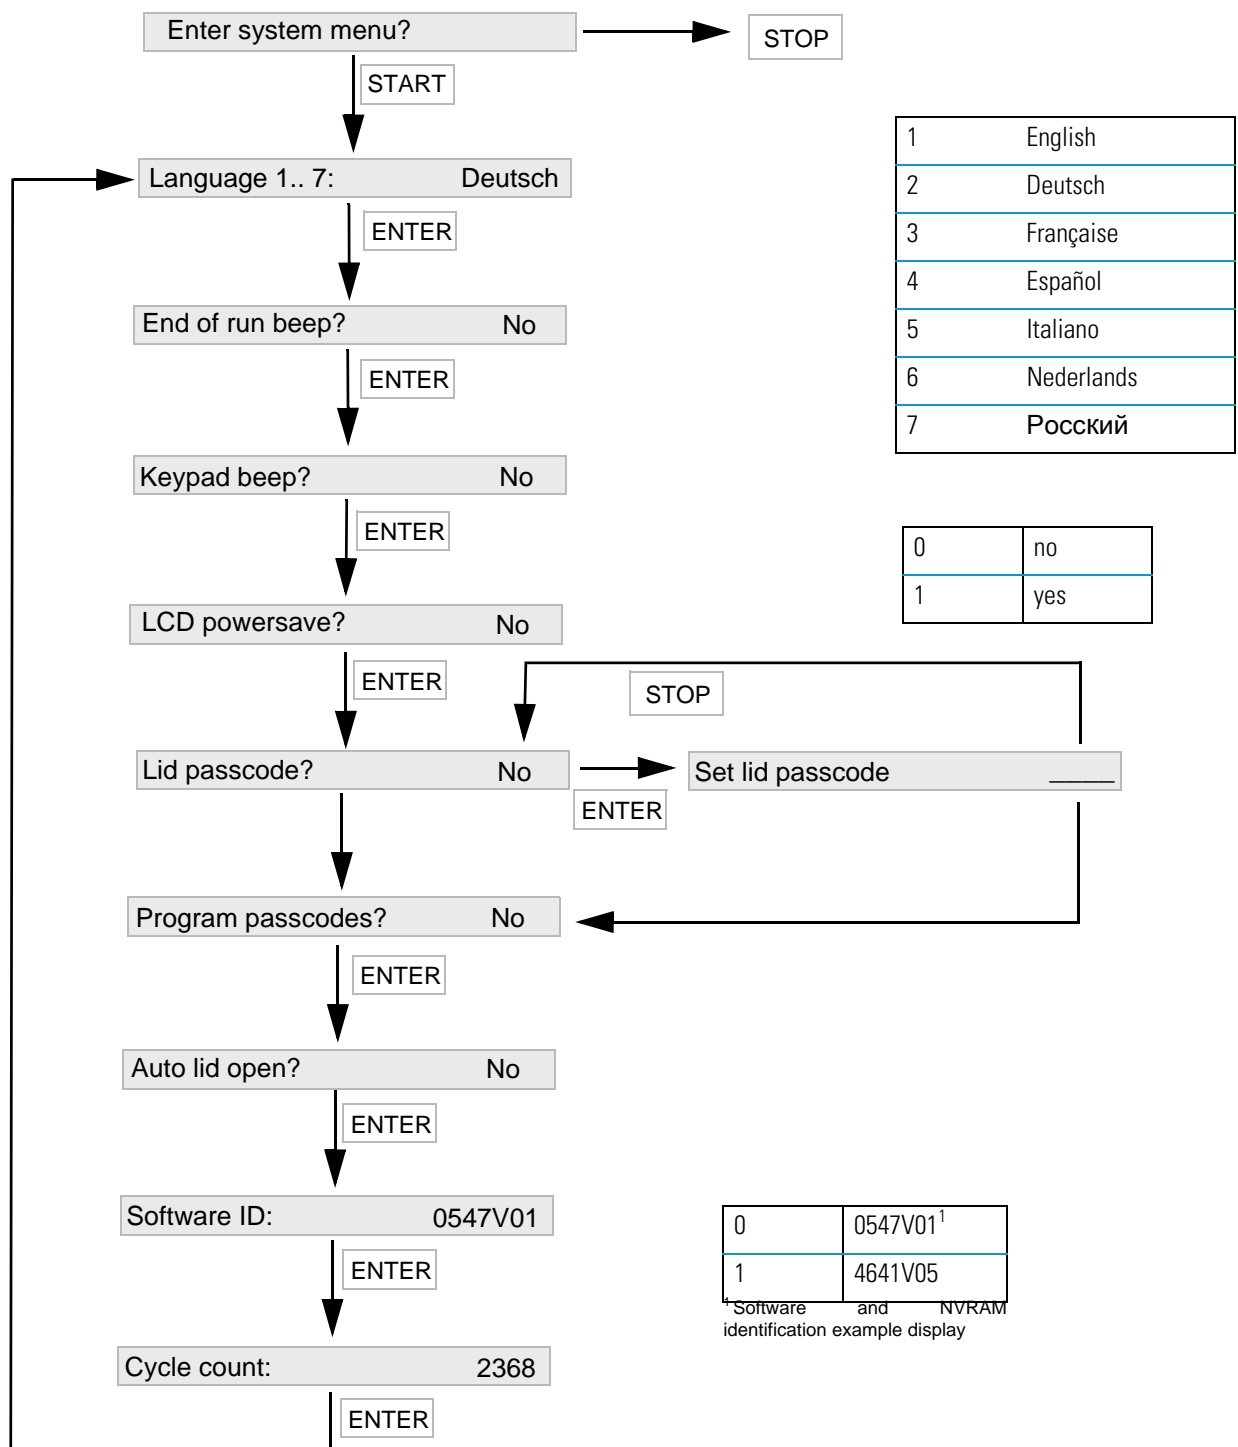 Enter system menu?
STOP
START
Language 1.. 7: Deutsch
ENTER
End of run beep? No
ENTER
Keypad beep? No
ENTER
LCD powersave? No
ENTER
STOP
Lid passcode? No
ENTER
Set lid passcode ____
Program passcodes? No
ENTER
Auto lid open? No
ENTER
Software ID: 0547V01
ENTER
Cycle count: 2368
ENTER
1 English
2 Deutsch
3 Française
4 Español
5 Italiano
6 Nederlands
7 Росский
0 no
1 yes
0 0547V01¹
1 4641V05
¹ Software and NVRAM
identification example display